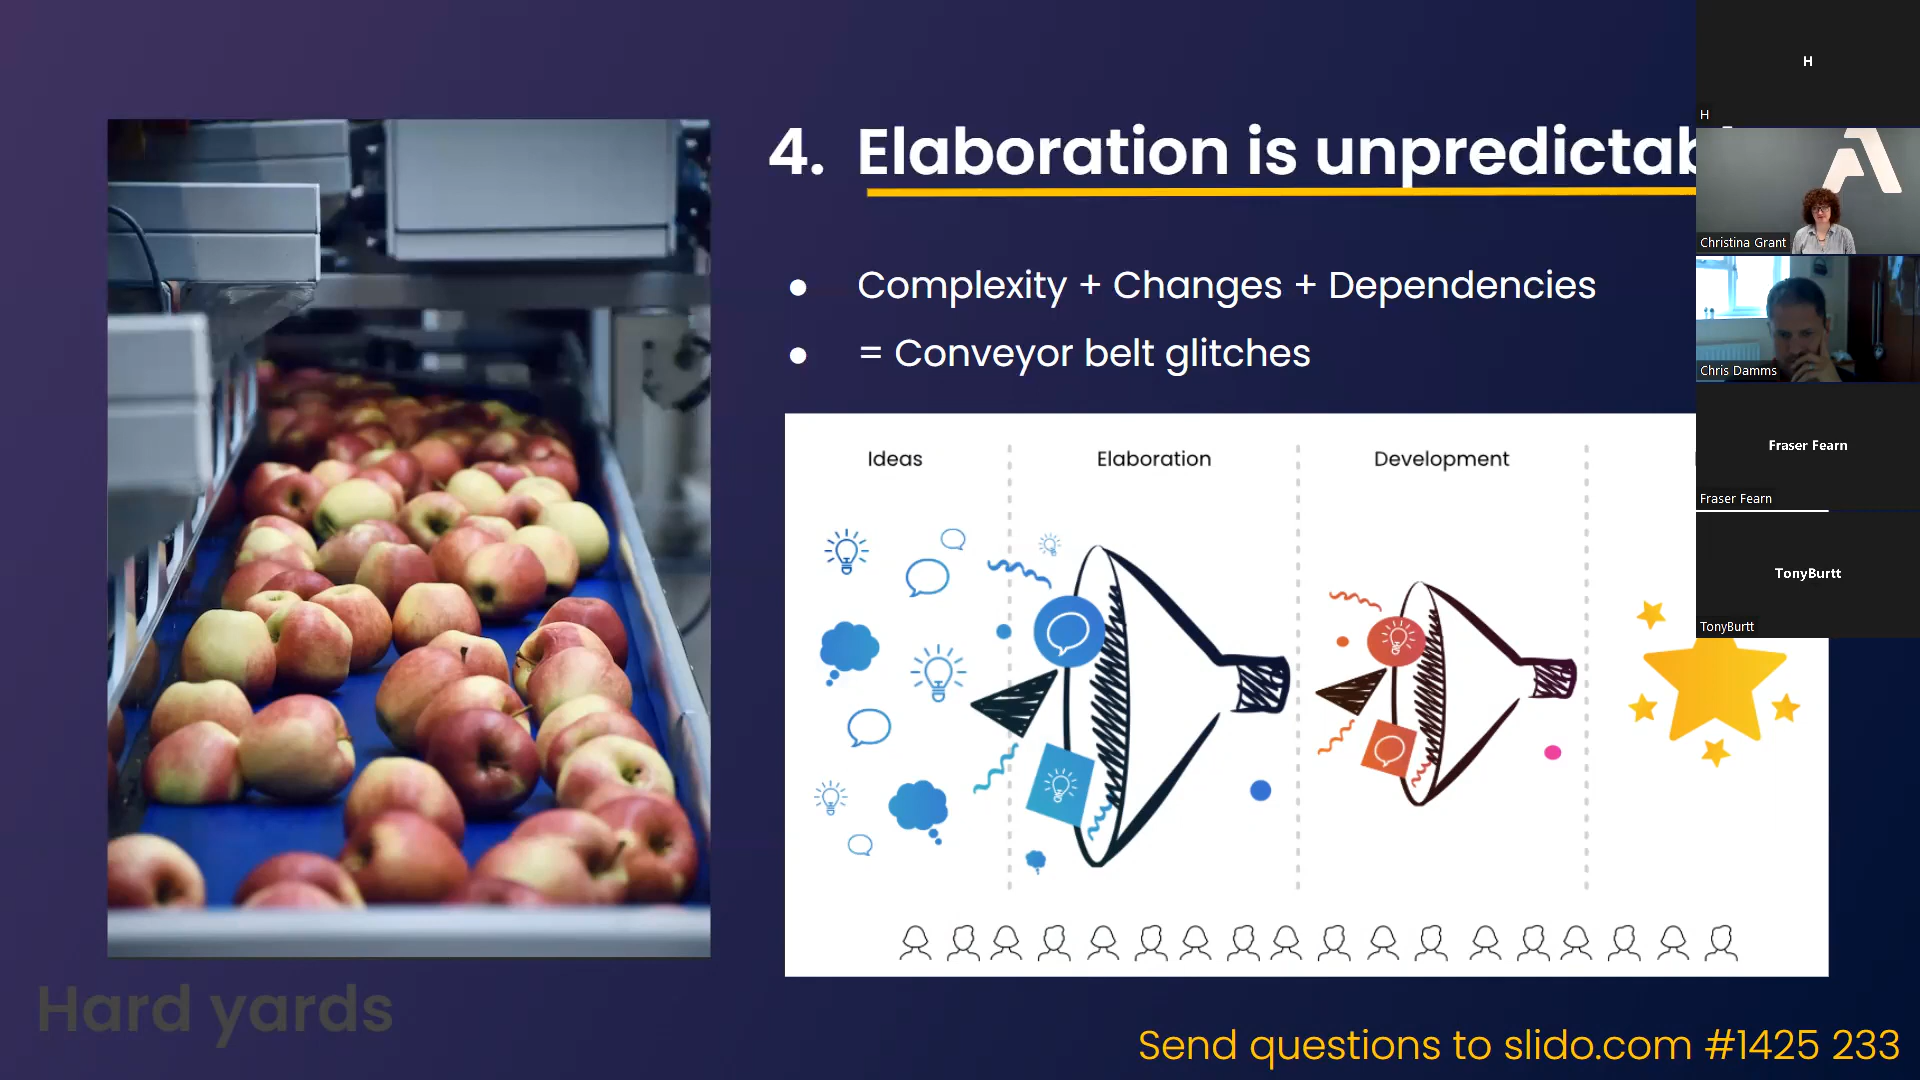 4. Elaboration is unpredictab
● Complexity + Changes + Dependencies
● = Conveyor belt glitches
Ideas
Elaboration
Development
Hard yards
Send questions to slido.com #1425 233
H
H
Christina Grant
Chris Damms
Fraser Fearn
Fraser Fearn
TonyBurtt
TonyBurtt